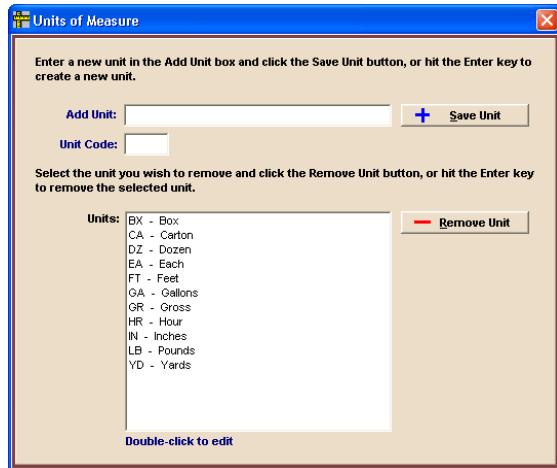 Units of Measure
Enter a new unit in the Add Unit box and click the Save Unit button, or hit the Enter key to
create a new unit.
Add Unit:
Save Unit
Unit Code:
Select the unit you wish to remove and click the Remove Unit button, or hit the Enter key
to remove the selected unit.
Units:
Remove Unit
BX - Box
CA - Carton
DZ - Dozen
EA - Each
FT - Feet
GA - Gallons
GR - Gross
HR - Hour
IN - Inches
LB - Pounds
YD - Yards
Double-click to edit